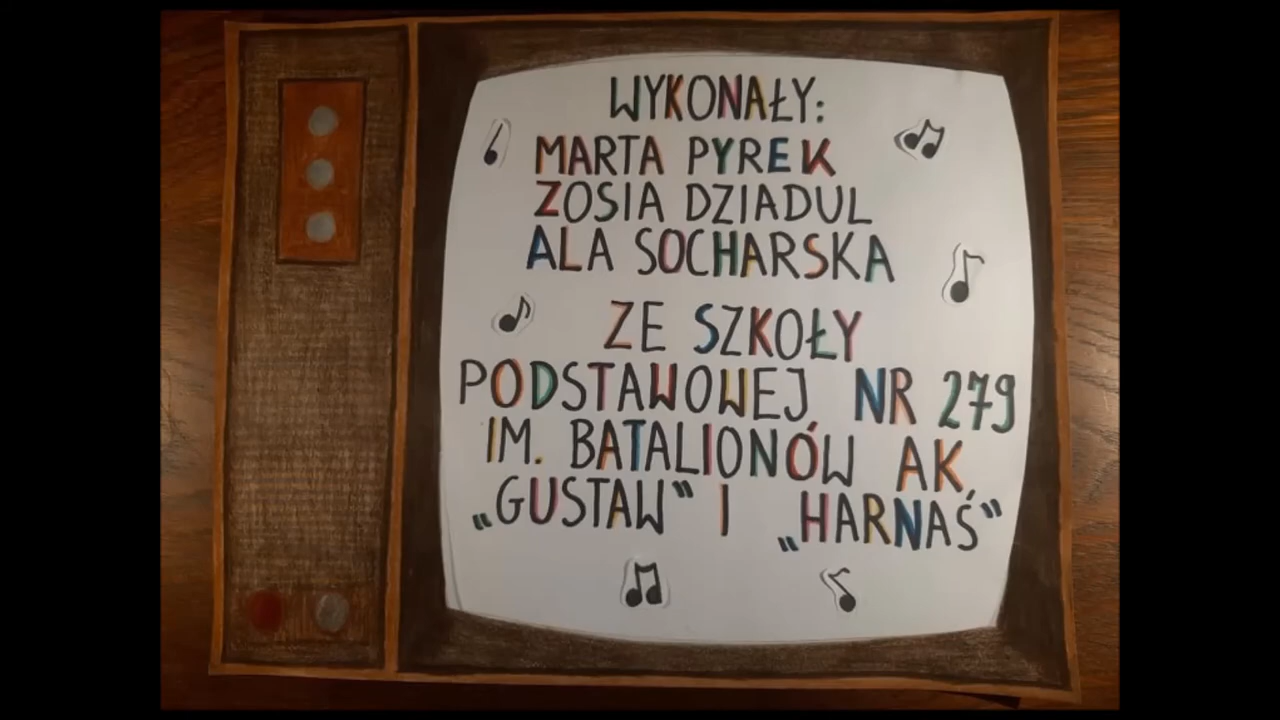 WYKONAŁY:
MARTA PYREK
ZOSIA DZIADUL
ALA SOCHARSKA
ZE SZKOŁY
PODSTAWOWEJ NR 279
IM. BATALIONÓW AK
„GUSTAW” I „HARNAŚ”